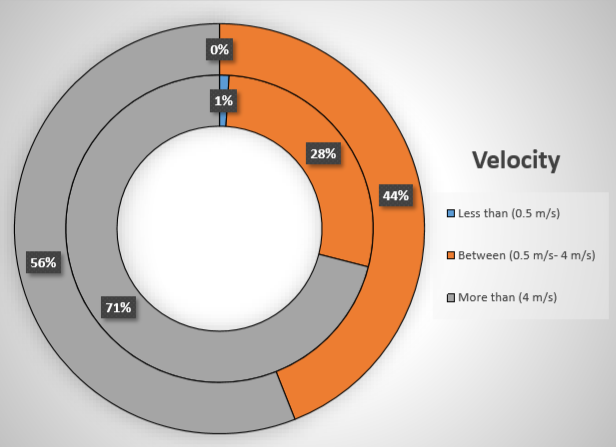 0%
1%
28%
44%
56%
71%
Velocity
Less than (0.5 m/s)
Between (0.5 m/s- 4 m/s)
More than (4 m/s)